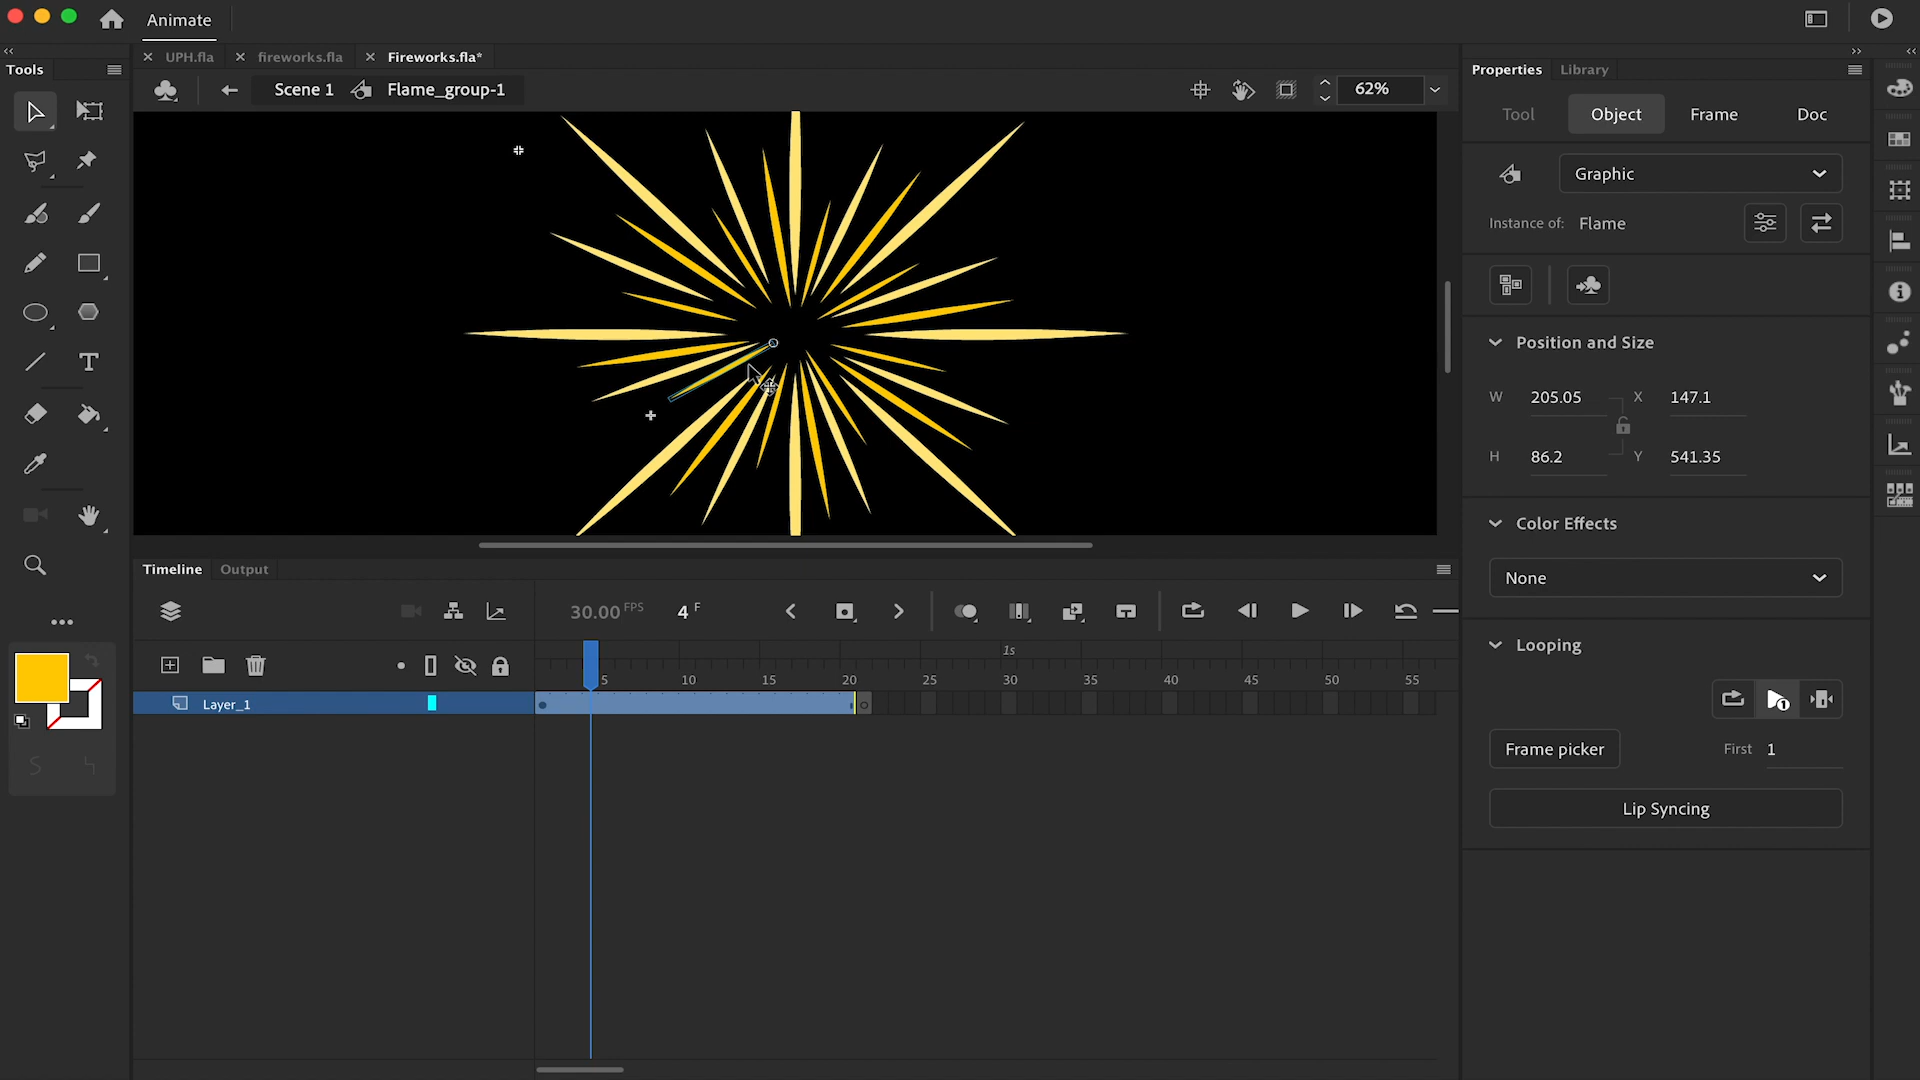 Animate
UPH.fla
fireworks.fla
Fireworks.fla*
Tools
Scene 1
Flame_group-1
62%
Properties
Library
Tool
Object
Frame
Doc
Graphic
Instance of:
Flame
Position and Size
W
205.05
X
147.1
H
86.2
Y
541.35
Color Effects
None
Looping
1
Frame picker
First
1
Lip Syncing
Timeline
Output
30.00 FPS
4 F
T
1s
5
10
15
20
25
30
35
40
45
50
55
Layer_1